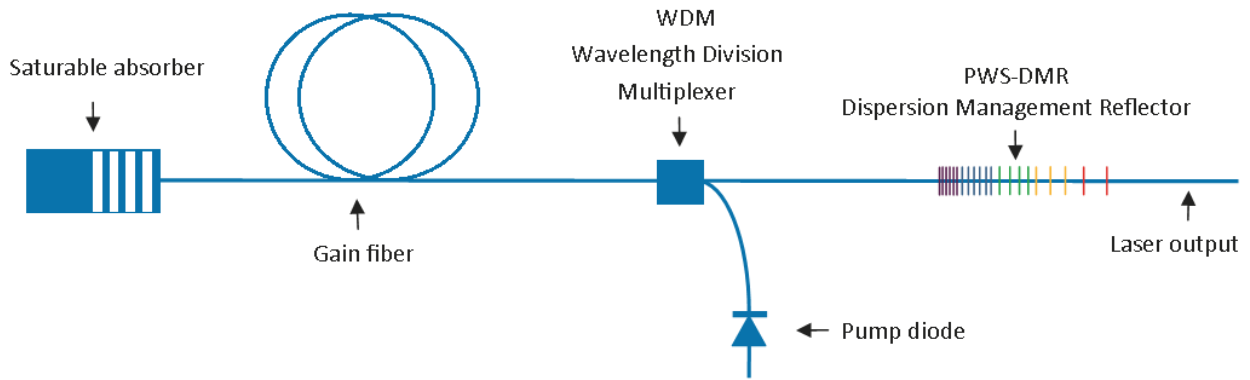 Saturable absorber
Gain fiber
WDM
Wavelength Division
Multiplexer
Pump diode
PWS-DMR
Dispersion Management Reflector
Laser output